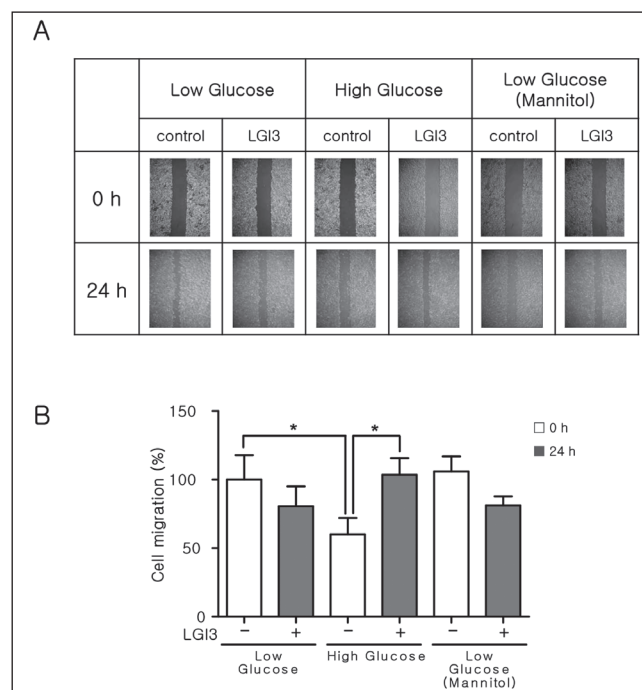 A
Low Glucose High Glucose Low Glucose
(Mannitol)
control LGI3 control LGI3 control LGI3
0 h
24 h
B
Cell migration (%)
150
100
50
0
* *
0 h
24 h
LGI3 − + − + − +
Low
Glucose
High Glucose
Low
Glucose
(Mannitol)